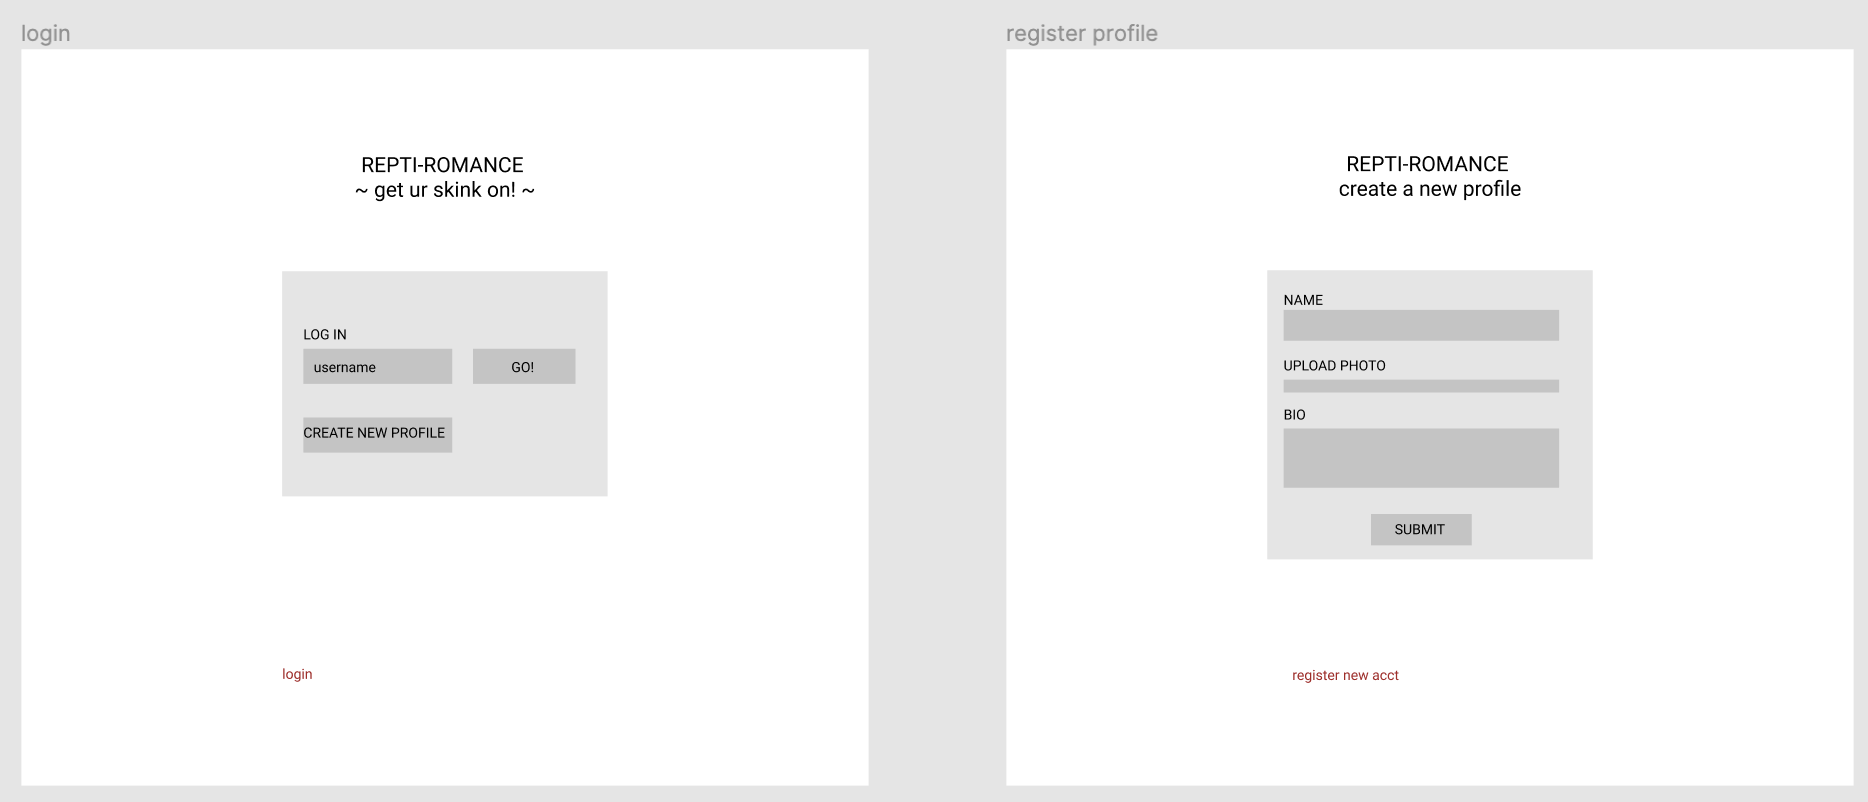 login
REPTI-ROMANCE
~ get ur skink on! ~
LOG IN
username
GO!
CREATE NEW PROFILE
login
register profile
REPTI-ROMANCE
create a new profile
NAME
UPLOAD PHOTO
BIO
SUBMIT
register new acct